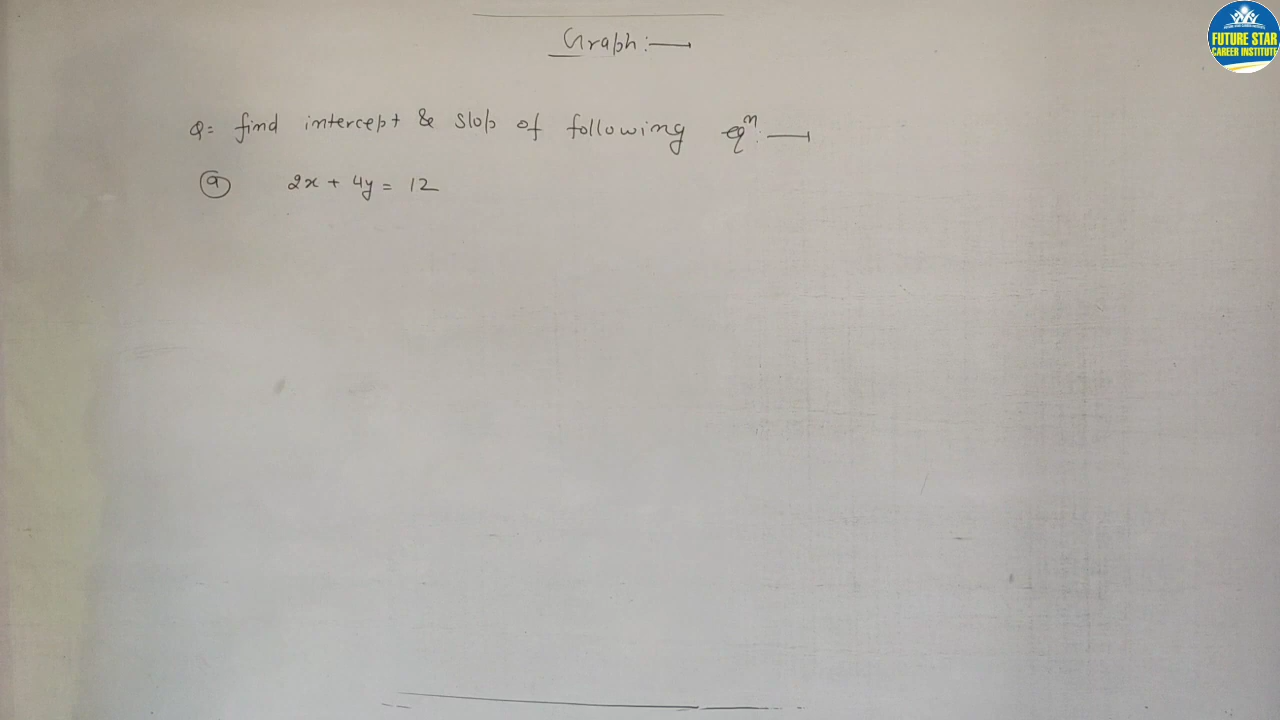 Graph:—
Q= find intercept & slop of following eqn:—
a 2x + 4y = 12
FUTURE STAR
CAREER INSTITUTE